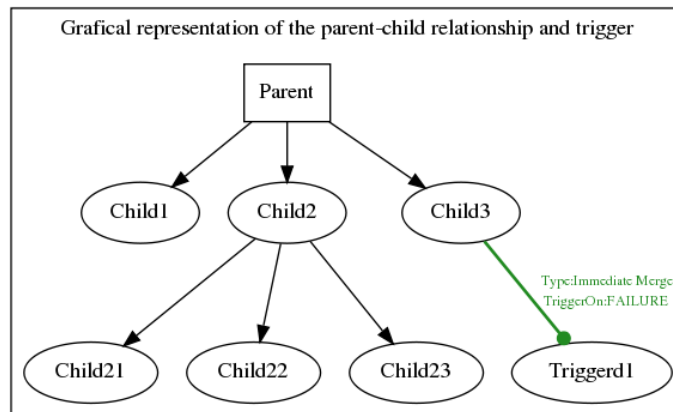 Grafical representation of the parent-child relationship and trigger
Parent
Child1
Child2
Child3
Type:Immediate Merge
TriggerOn:FAILURE
Child21
Child22
Child23
Triggerd1